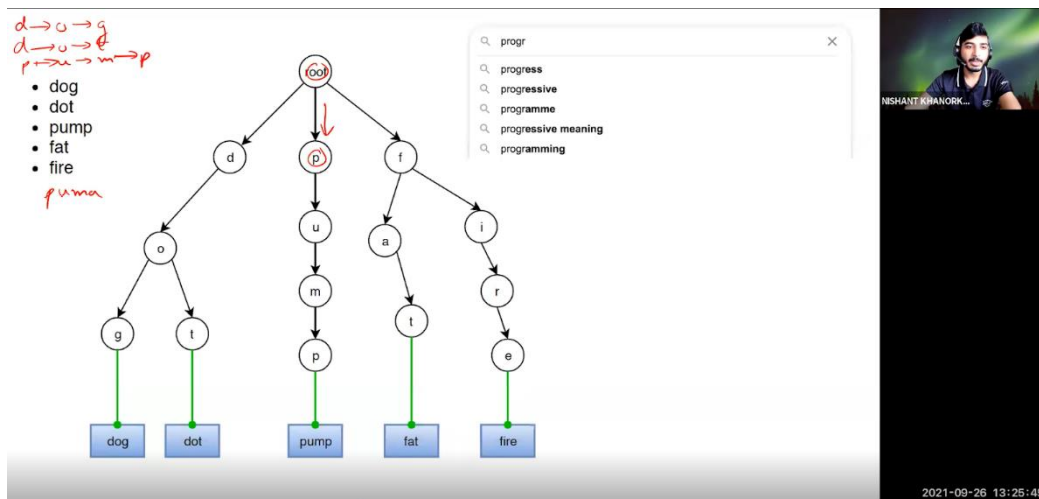 d→o→g
d→o→t
p→u→m→p
• dog
• dot
• pump
• fat
• fire
puma
root
d
p
f
o
u
a
i
g
t
m
t
r
p
e
dog
dot
pump
fat
fire
progr
progress
progressive
programme
progressive meaning
programming
NISHANT KHANORK...
2021-09-26 13:25:45